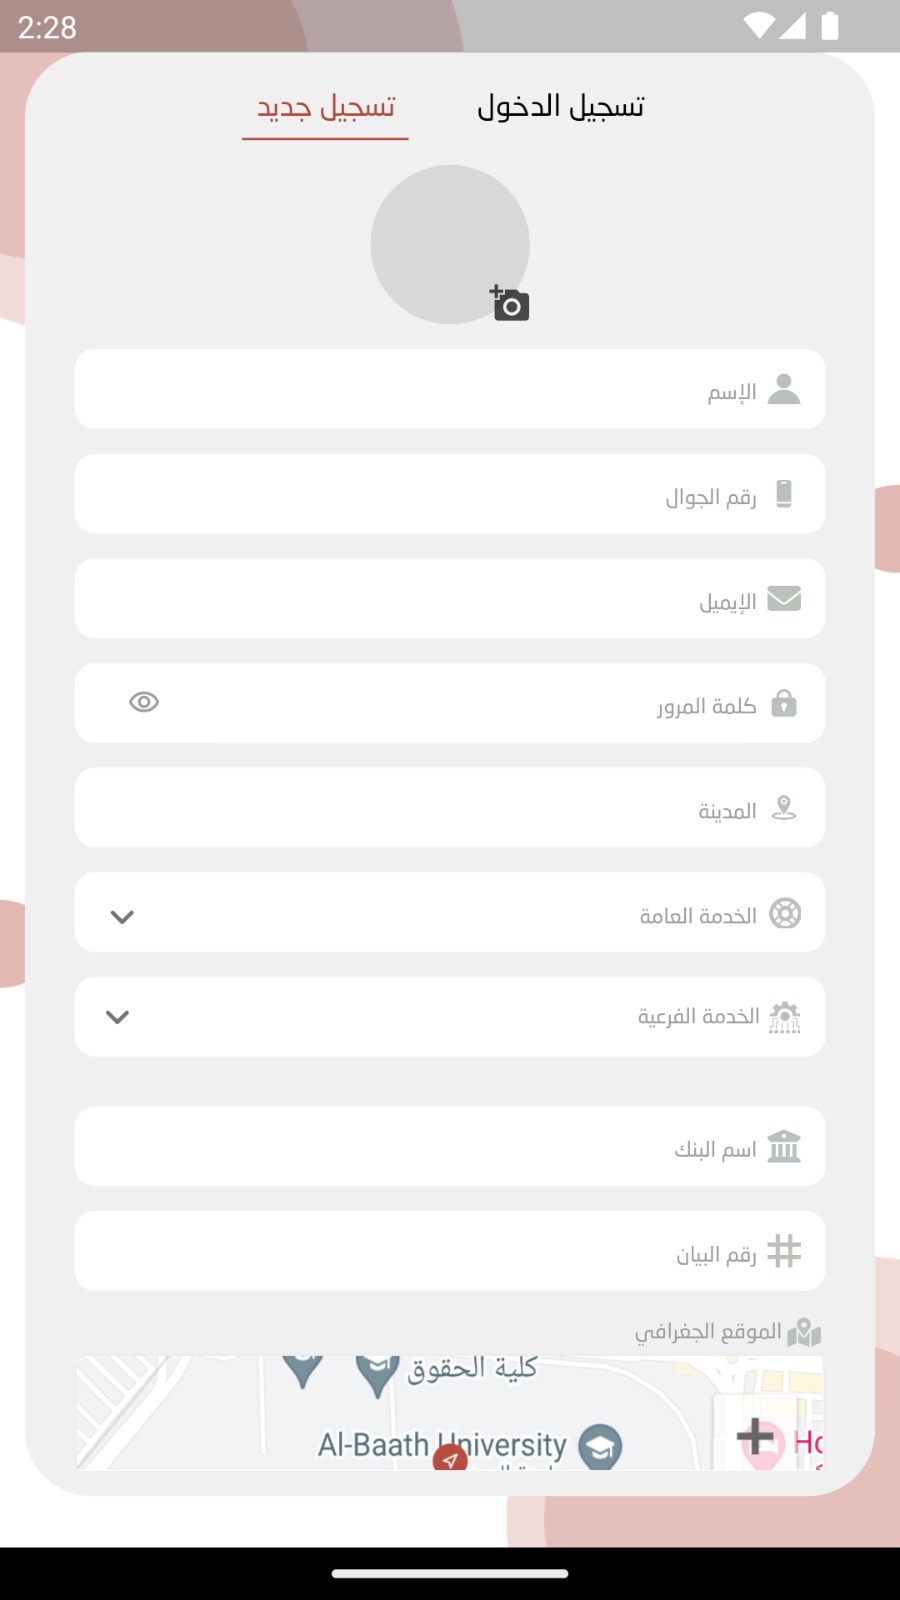 2:28
تسجيل الدخول
تسجيل جديد
الإسم
رقم الجوال
الإيميل
كلمة المرور
المدينة
الخدمة العامة
الخدمة الفرعية
اسم البنك
رقم البيان
الموقع الجغرافي
كلية الحقوق
Al-Baath University